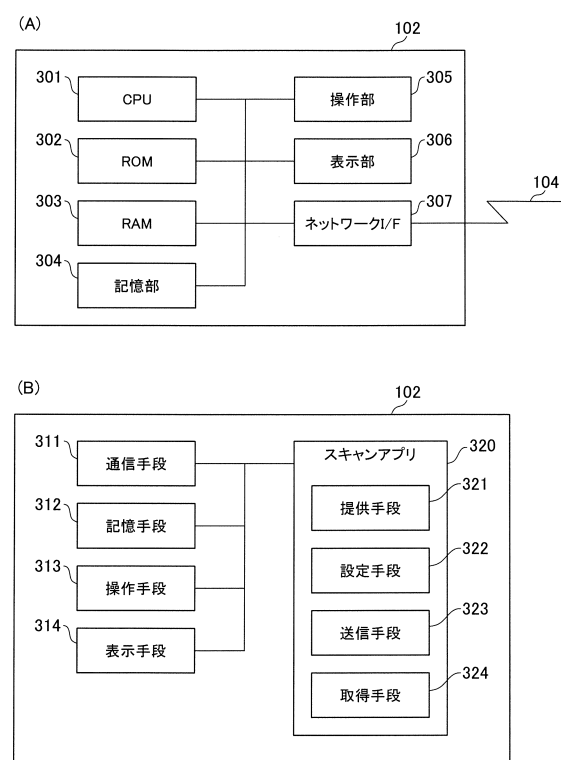 (A)
102
301
CPU
305
操作部
302
ROM
306
表示部
104
303
RAM
307
ネットワークI/F
304
記憶部
(B)
102
311
通信手段
スキャンアプリ
320
321
提供手段
312
記憶手段
322
設定手段
313
操作手段
323
送信手段
314
表示手段
324
取得手段